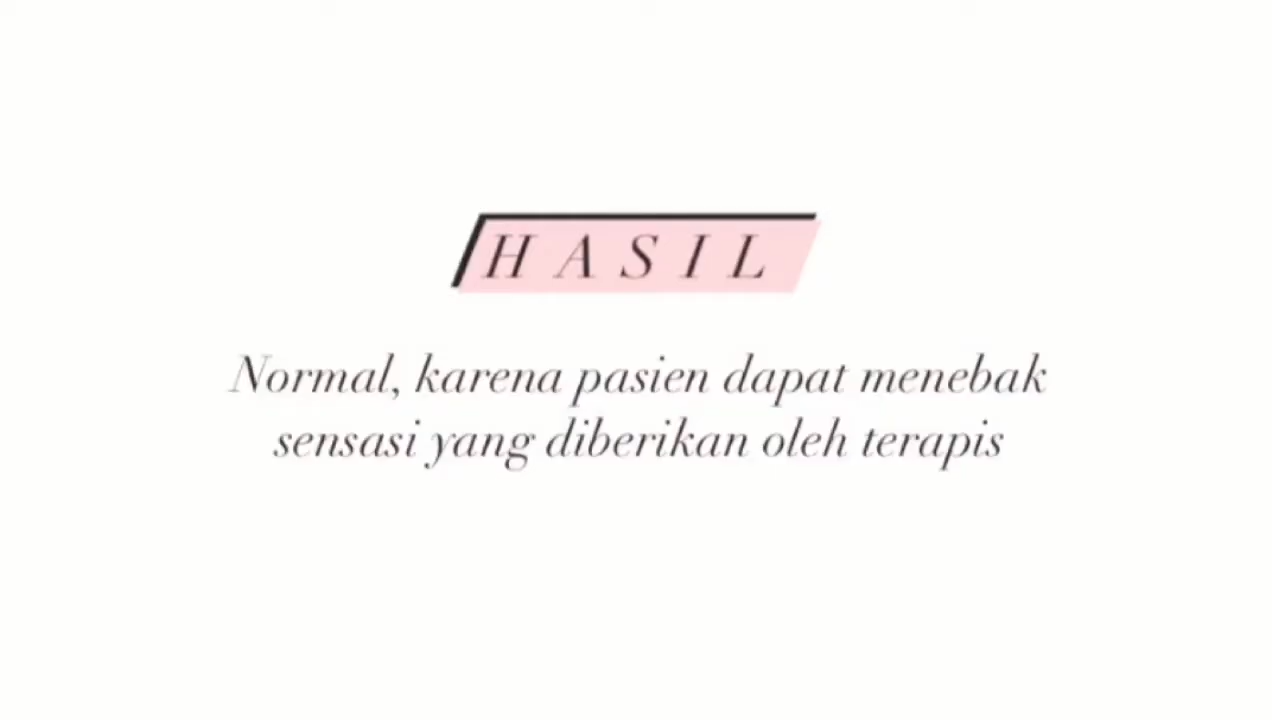 HASIL
Normal, karena pasien dapat menebak
sensasi yang diberikan oleh terapis